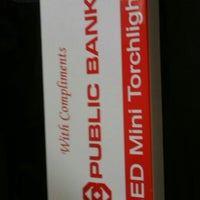 With Compliments
PUBLIC BANK
ED Mini Torchligh